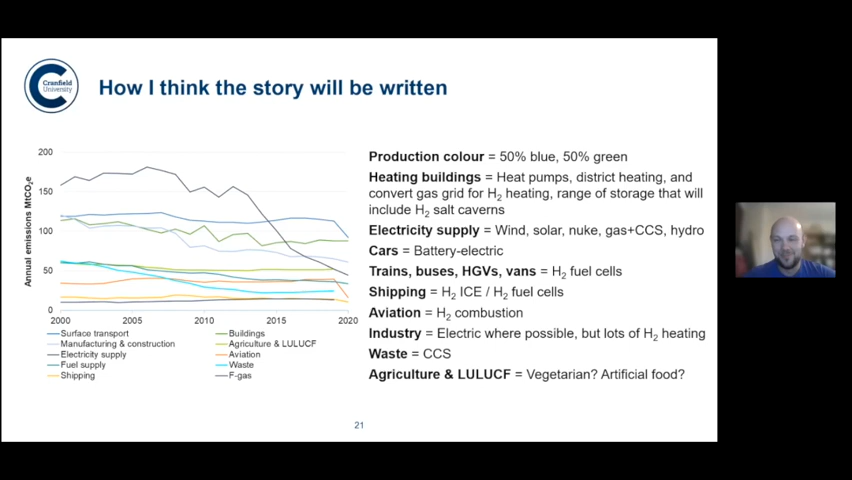 Cranfield
University
How I think the story will be written
200
150
100
50
0
Annual emissions MtCO₂e
2000
2005
2010
2015
2020
Surface transport
Buildings
Manufacturing & construction
Agriculture & LULUCF
Electricity supply
Aviation
Fuel supply
Waste
Shipping
F-gas
Production colour = 50% blue, 50% green
Heating buildings = Heat pumps, district heating, and
convert gas grid for H₂ heating, range of storage that will
include H₂ salt caverns
Electricity supply = Wind, solar, nuke, gas+CCS, hydro
Cars = Battery-electric
Trains, buses, HGVs, vans = H₂ fuel cells
Shipping = H₂ ICE / H₂ fuel cells
Aviation = H₂ combustion
Industry = Electric where possible, but lots of H₂ heating
Waste = CCS
Agriculture & LULUCF = Vegetarian? Artificial food?
21